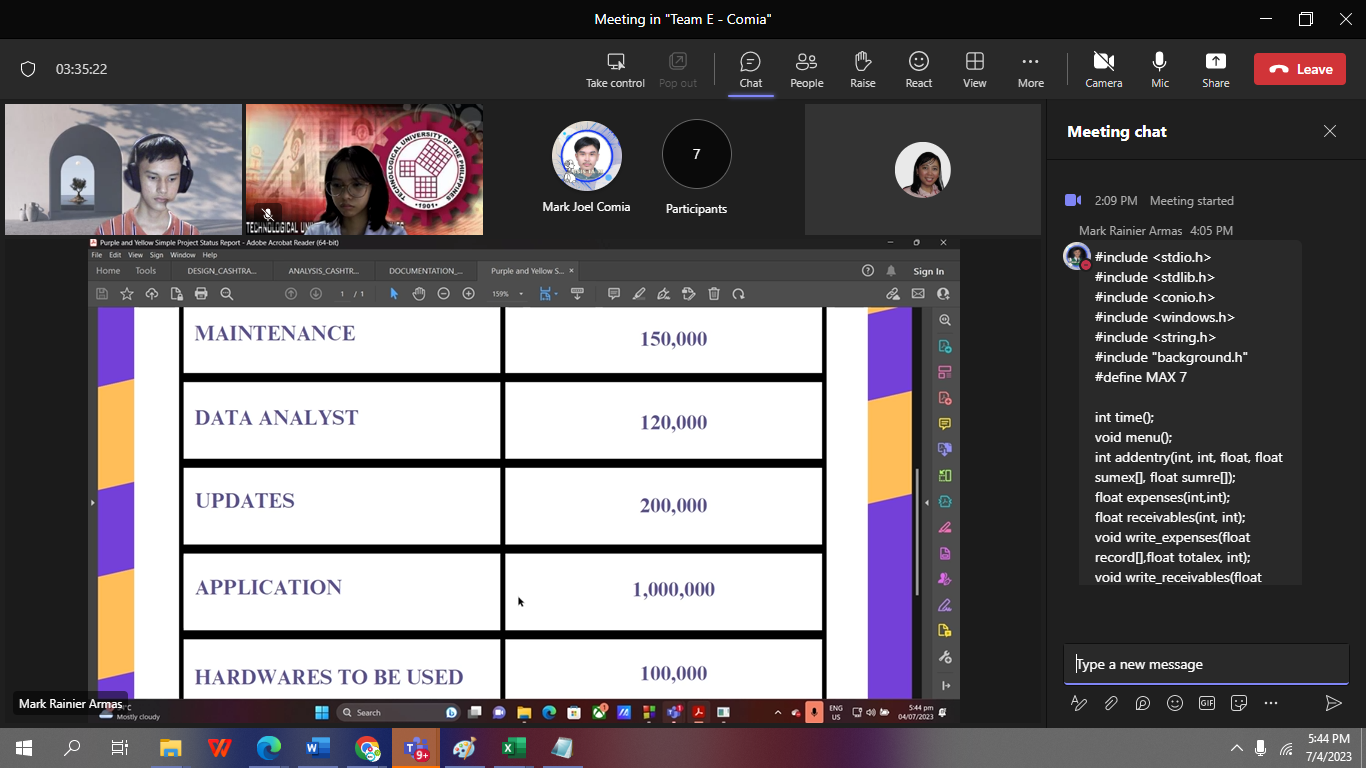 Meeting in "Team E - Comia"
03:35:22
Take control
Pop out
Chat
People
Raise
React
View
More
Camera
Mic
Share
Leave
TECHNOLOGICAL UNIVERSITY OF THE PHILIPPINES
1901
Mark Joel Comia
7
Participants
Purple and Yellow Simple Project Status Report - Adobe Acrobat Reader (64-bit)
File Edit View Sign Window Help
Home Tools DESIGN_CASHTRA... ANALYSIS_CASHTR... DOCUMENTATION_... Purple and Yellow S... × Sign In
1 / 1 159%
MAINTENANCE 150,000
DATA ANALYST 120,000
UPDATES 200,000
APPLICATION 1,000,000
HARDWARES TO BE USED 100,000
Mark Rainier Armas
Mostly cloudy
Search
ENG
US
5:44 pm
04/07/2023
Meeting chat
2:09 PM Meeting started
Mark Rainier Armas 4:05 PM
#include <stdio.h>
#include <stdlib.h>
#include <conio.h>
#include <windows.h>
#include <string.h>
#include "background.h"
#define MAX 7
int time();
void menu();
int addentry(int, int, float, float
sumex[], float sumre[]);
float expenses(int,int);
float receivables(int, int);
void write_expenses(float
record[],float totalex, int);
void write_receivables(float
Type a new message
GIF
9+
5:44 PM
7/4/2023